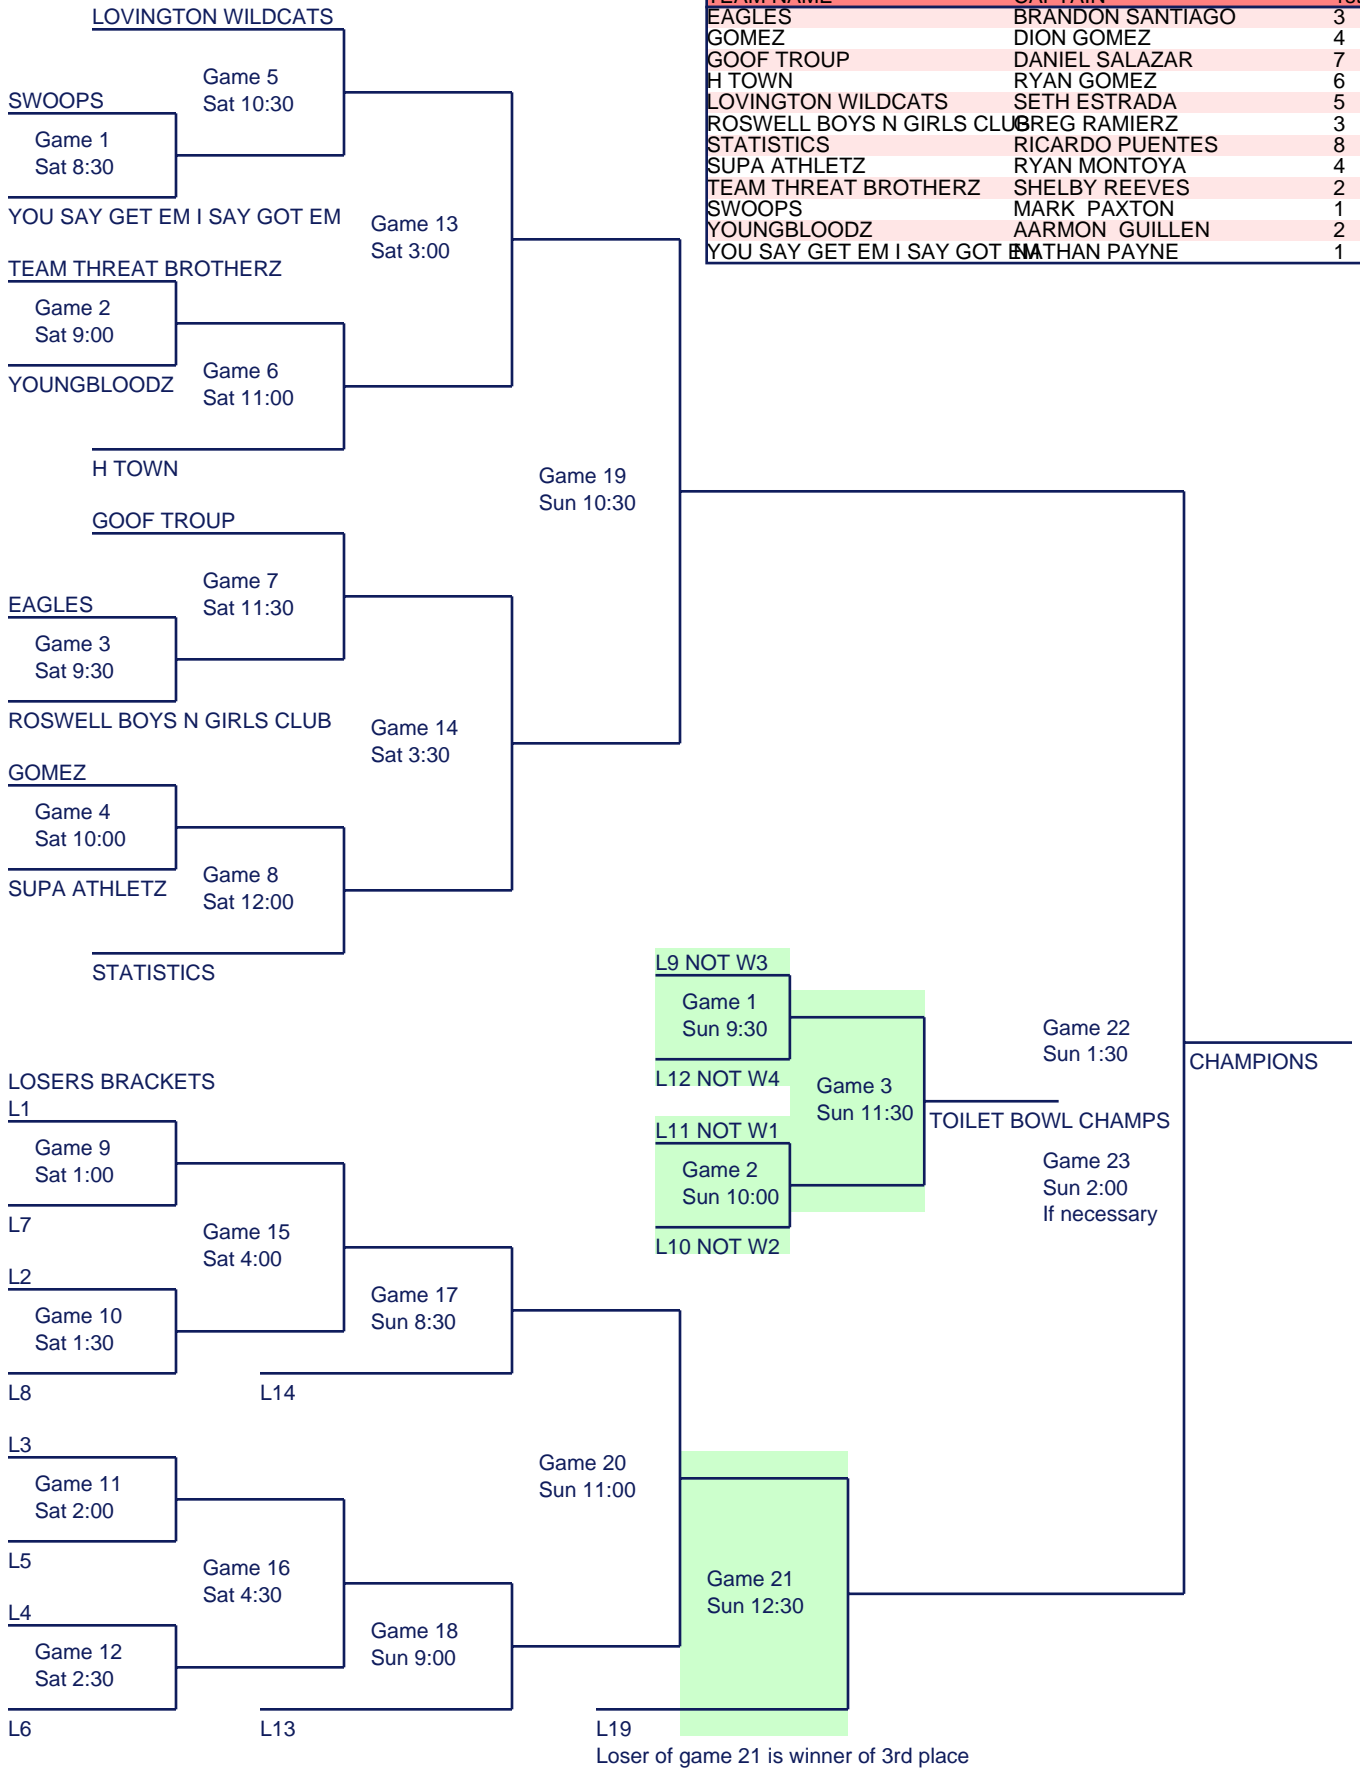 LOVINGTON WILDCATS
Game 5
Sat 10:30
SWOOPS
Game 1
Sat 8:30
YOU SAY GET EM I SAY GOT EM
Game 13
Sat 3:00
TEAM THREAT BROTHERZ
Game 2
Sat 9:00
YOUNGBLOODZ
Game 6
Sat 11:00
H TOWN
Game 19
Sun 10:30
GOOF TROUP
Game 7
Sat 11:30
EAGLES
Game 3
Sat 9:30
ROSWELL BOYS N GIRLS CLUB
Game 14
Sat 3:30
GOMEZ
Game 4
Sat 10:00
SUPA ATHLETZ
Game 8
Sat 12:00
STATISTICS
TEAM NAME CAPTAIN
EAGLES BRANDON SANTIAGO 3
GOMEZ DION GOMEZ 4
GOOF TROUP DANIEL SALAZAR 7
H TOWN RYAN GOMEZ 6
LOVINGTON WILDCATS SETH ESTRADA 5
ROSWELL BOYS N GIRLS CLUB GREG RAMIERZ 3
STATISTICS RICARDO PUENTES 8
SUPA ATHLETZ RYAN MONTOYA 4
TEAM THREAT BROTHERZ SHELBY REEVES 2
SWOOPS MARK PAXTON 1
YOUNGBLOODZ AARMON GUILLEN 2
YOU SAY GET EM I SAY GOT EM NATHAN PAYNE 1
L9 NOT W3
Game 1
Sun 9:30
L12 NOT W4
Game 3
Sun 11:30
L11 NOT W1
Game 2
Sun 10:00
L10 NOT W2
TOILET BOWL CHAMPS
Game 22
Sun 1:30
CHAMPIONS
Game 23
Sun 2:00
If necessary
LOSERS BRACKETS
L1
Game 9
Sat 1:00
L7
Game 15
Sat 4:00
L2
Game 10
Sat 1:30
L8
Game 17
Sun 8:30
L14
L3
Game 11
Sat 2:00
L5
Game 20
Sun 11:00
Game 16
Sat 4:30
L4
Game 12
Sat 2:30
L6
Game 18
Sun 9:00
L13
Game 21
Sun 12:30
L19
Loser of game 21 is winner of 3rd place